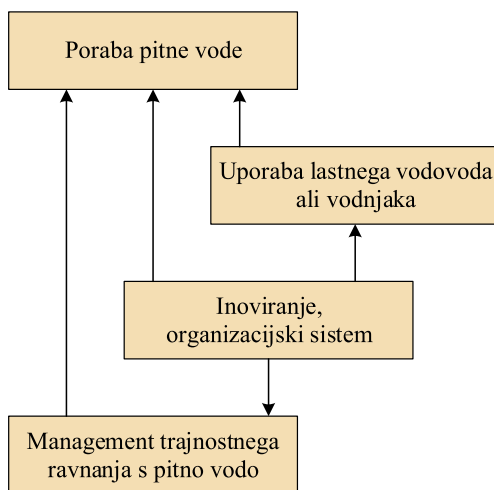 Poraba pitne vode
Uporaba lastnega vodovoda
ali vodnjaka
Inoviranje,
organizacijski sistem
Management trajnostnega
ravnanja s pitno vodo